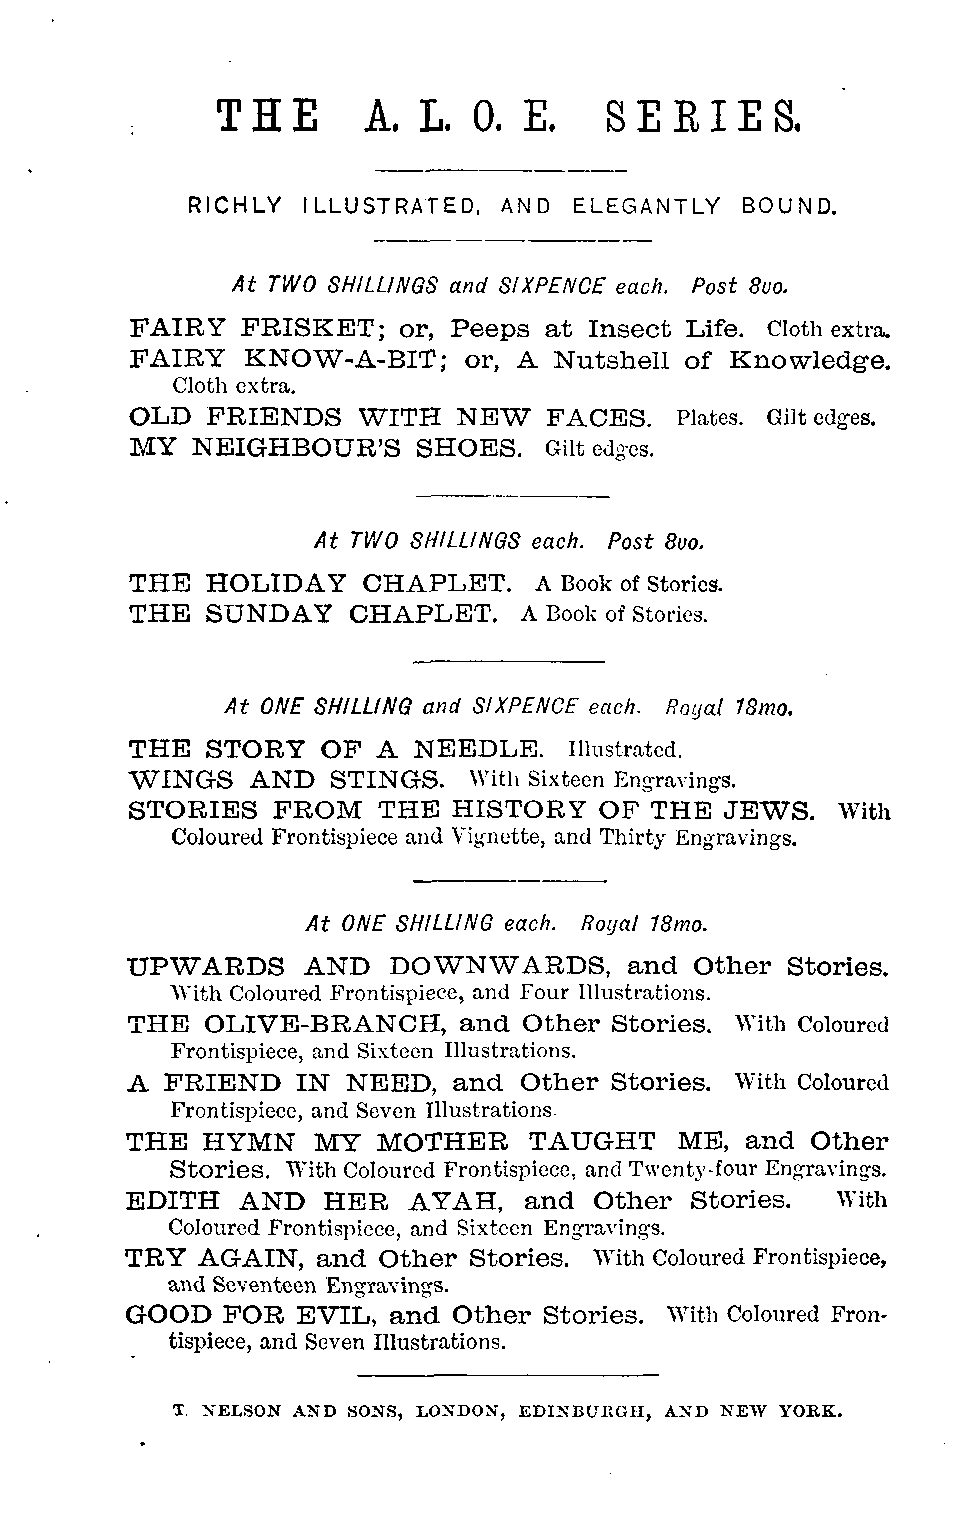 THE A. L. O. E. SERIES.
RICHLY ILLUSTRATED, AND ELEGANTLY BOUND.
At TWO SHILLINGS and SIXPENCE each. Post 8vo.
FAIRY FRISKET; or, Peeps at Insect Life. Cloth extra.
FAIRY KNOW-A-BIT; or, A Nutshell of Knowledge.
Cloth extra.
OLD FRIENDS WITH NEW FACES. Plates. Gilt edges.
MY NEIGHBOUR'S SHOES. Gilt edges.
At TWO SHILLINGS each. Post 8vo.
THE HOLIDAY CHAPLET. A Book of Stories.
THE SUNDAY CHAPLET. A Book of Stories.
At ONE SHILLING and SIXPENCE each. Royal 18mo.
THE STORY OF A NEEDLE. Illustrated.
WINGS AND STINGS. With Sixteen Engravings.
STORIES FROM THE HISTORY OF THE JEWS. With
Coloured Frontispiece and Vignette, and Thirty Engravings.
At ONE SHILLING each. Royal 18mo.
UPWARDS AND DOWNWARDS, and Other Stories.
With Coloured Frontispiece, and Four Illustrations.
THE OLIVE-BRANCH, and Other Stories. With Coloured
Frontispiece, and Sixteen Illustrations.
A FRIEND IN NEED, and Other Stories. With Coloured
Frontispiece, and Seven Illustrations.
THE HYMN MY MOTHER TAUGHT ME, and Other
Stories. With Coloured Frontispiece, and Twenty-four Engravings.
EDITH AND HER AYAH, and Other Stories. With
Coloured Frontispiece, and Sixteen Engravings.
TRY AGAIN, and Other Stories. With Coloured Frontispiece,
and Seventeen Engravings.
GOOD FOR EVIL, and Other Stories. With Coloured Fron-
tispiece, and Seven Illustrations.
T. NELSON AND SONS, LONDON, EDINBURGH, AND NEW YORK.